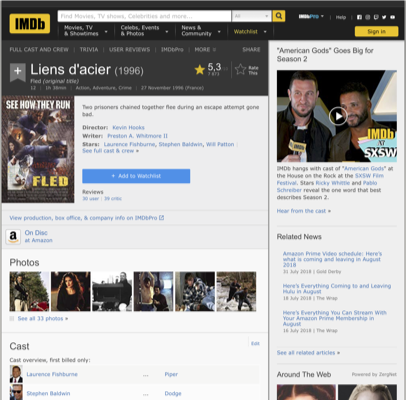 IMDb
Find Movies, TV shows, Celebrities and more...
All
IMDbPro
Help
Movies, TV
& Showtimes
Celebs, Events
& Photos
News &
Community
Watchlist
Sign in
FULL CAST AND CREW | TRIVIA | USER REVIEWS | IMDbPro | MORE
SHARE
Liens d'acier (1996)
Fled (original title)
12 | 1h 38min | Action, Adventure, Crime | 27 November 1996 (France)
5,3
Rate
This
SEE HOW THEY RUN
FLED
Two prisoners chained together fled during an escape attempt gone
bad.
Director: Kevin Hooks
Writer: Preston A. Whitmore II
Stars: Laurence Fishburne, Stephen Baldwin, Will Patton
See full cast & crew »
+ Add to Watchlist
Reviews
30 user | 39 critic
View production, box office, & company info on IMDbPro
a
On Disc
at Amazon
Photos
See all 33 photos »
Cast
Edit
Cast overview, first billed only:
Laurence Fishburne ... Piper
Stephen Baldwin ... Dodge
"American Gods" Goes Big for
Season 2
IMDb
at
SXSW
IMDb hangs with cast of "American Gods"
at the House on the Rock at the SXSW Film
Festival. Stars Ricky Whittle and Pablo
Schreiber reveal the one word that best
describes Season 2.
Hear from the cast »
Related News
Amazon Prime Video schedule: Here's
what is coming and leaving in August
2018
31 July 2018 | Gold Derby
Here's Everything Coming to and Leaving
Hulu in August
18 July 2018 | The Wrap
Here's Everything You Can Stream With
Your Amazon Prime Membership in
August
16 July 2018 | The Wrap
See all related articles »
Around The Web
Powered by ZergNet